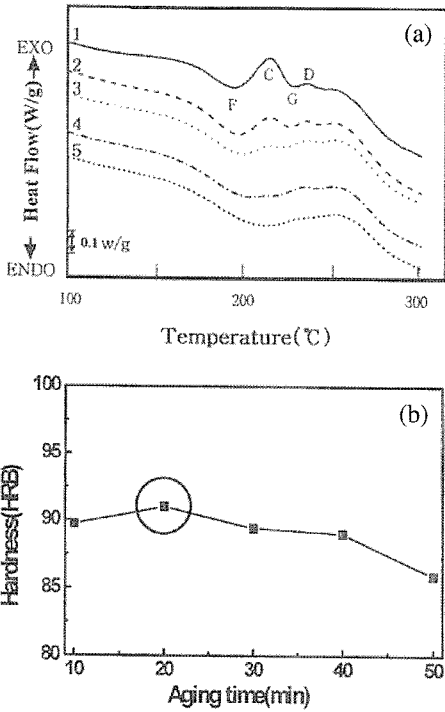 (a)
EXO
Heat Flow(W/g)
ENDO
1
2
3
4
5
C
D
F
G
0.1 w/g
100
200
300
Temperature(℃)
(b)
100
95
90
85
80
Hardness(HRB)
10
20
30
40
50
Aging time(min)